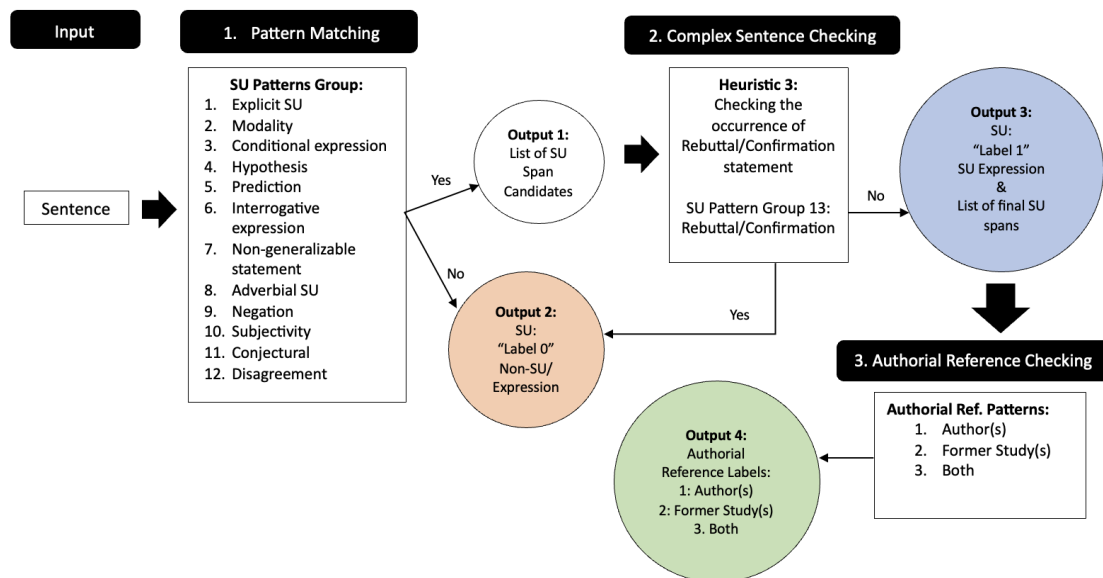 Input
1. Pattern Matching
2. Complex Sentence Checking
SU Patterns Group:
1. Explicit SU
2. Modality
3. Conditional expression
4. Hypothesis
5. Prediction
6. Interrogative
expression
7. Non-generalizable
statement
8. Adverbial SU
9. Negation
10. Subjectivity
11. Conjectural
12. Disagreement
Sentence
Yes
No
Output 1:
List of SU
Span
Candidates
Output 2:
SU:
"Label 0"
Non-SU/
Expression
Heuristic 3:
Checking the
occurrence of
Rebuttal/Confirmation
statement
SU Pattern Group 13:
Rebuttal/Confirmation
No
Yes
Output 3:
SU:
"Label 1"
SU Expression
&
List of final SU
spans
3. Authorial Reference Checking
Authorial Ref. Patterns:
1. Author(s)
2. Former Study(s)
3. Both
Output 4:
Authorial
Reference Labels:
1: Author(s)
2: Former Study(s)
3. Both